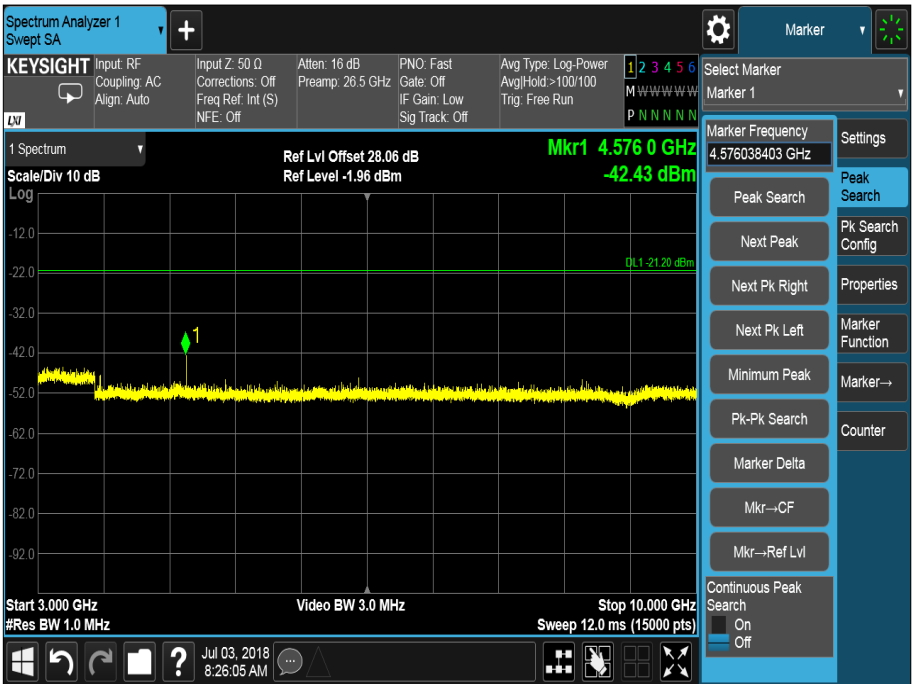 Spectrum Analyzer 1
Swept SA
+
Marker
KEYSIGHT
LXI
Input: RF
Coupling: AC
Align: Auto
Input Z: 50 Ω
Corrections: Off
Freq Ref: Int (S)
NFE: Off
Atten: 16 dB
Preamp: 26.5 GHz
PNO: Fast
Gate: Off
IF Gain: Low
Sig Track: Off
Avg Type: Log-Power
Avg|Hold:>100/100
Trig: Free Run
1 2 3 4 5 6
M W W W W W
P N N N N N
Select Marker
Marker 1
1 Spectrum
Scale/Div 10 dB
Log
Ref Lvl Offset 28.06 dB
Ref Level -1.96 dBm
Mkr1 4.576 0 GHz
-42.43 dBm
DL1 -21.20 dBm
1
-12.0
-22.0
-32.0
-42.0
-52.0
-62.0
-72.0
-82.0
-92.0
Start 3.000 GHz
#Res BW 1.0 MHz
Video BW 3.0 MHz
Stop 10.000 GHz
Sweep 12.0 ms (15000 pts)
Marker Frequency
4.576038403 GHz
Peak Search
Next Peak
Next Pk Right
Next Pk Left
Minimum Peak
Pk-Pk Search
Marker Delta
Mkr→CF
Mkr→Ref Lvl
Continuous Peak
Search
On
Off
Settings
Peak
Search
Pk Search
Config
Properties
Marker
Function
Marker→
Counter
?
Jul 03, 2018
8:26:05 AM